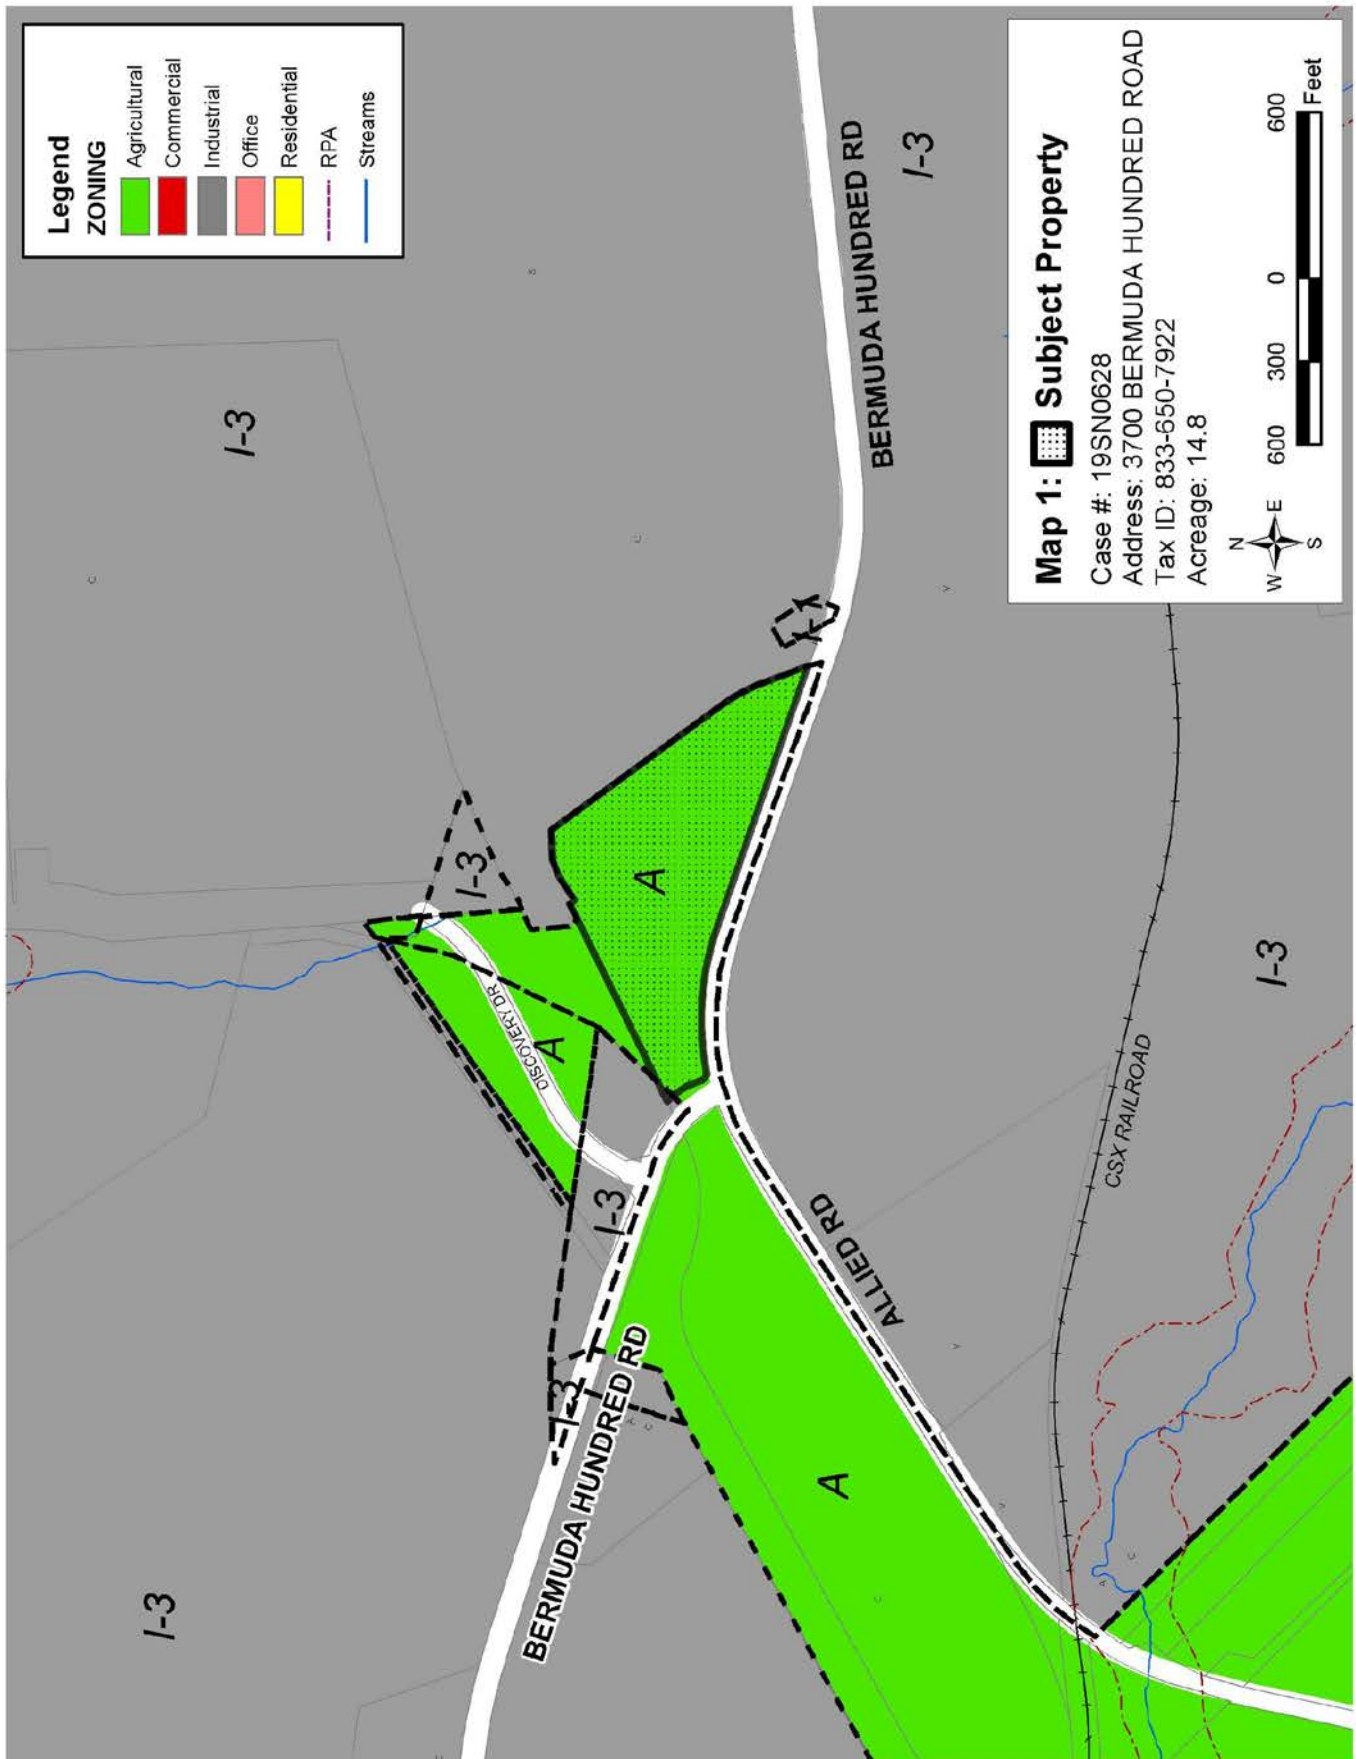 Legend
ZONING
Agricultural
Commercial
Industrial
Office
Residential
RPA
Streams
I-3
I-3
I-3
DISCOVERY DR
A
A
I-3
I-3
BERMUDA HUNDRED RD
BERMUDA HUNDRED RD
I-3
ALLIED RD
A
CSX RAILROAD
I-3
Map 1: Subject Property
Case #: 19SN0628
Address: 3700 BERMUDA HUNDRED ROAD
Tax ID: 833-650-7922
Acreage: 14.8
N
W E
S
600 300 0 600
Feet